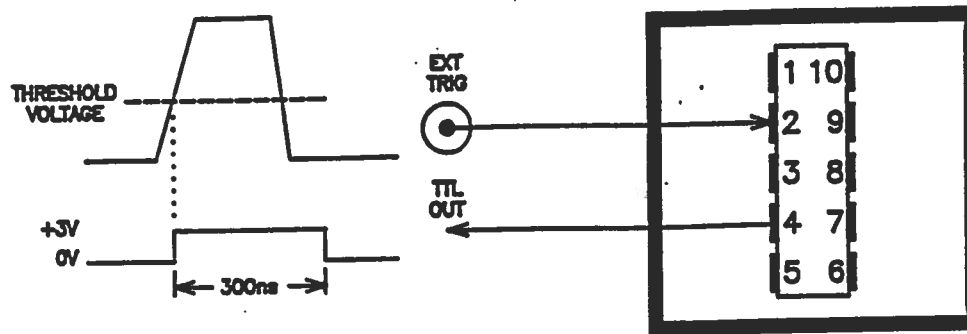 THRESHOLD
VOLTAGE
+3V
0V
300ns
EXT
TRIG
TTL
OUT
1 10
2 9
3 8
4 7
5 6